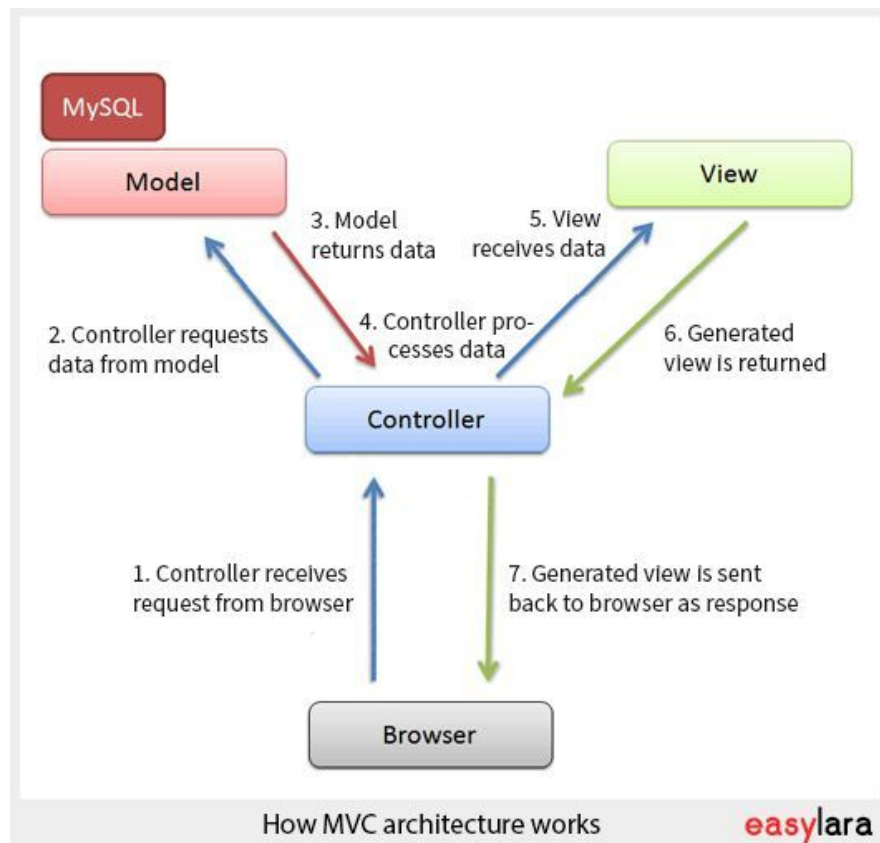 MySQL
Model
View
3. Model
returns data
5. View
receives data
2. Controller requests
data from model
4. Controller pro-
cesses data
6. Generated
view is returned
Controller
1. Controller receives
request from browser
7. Generated view is sent
back to browser as response
Browser
How MVC architecture works
easylara